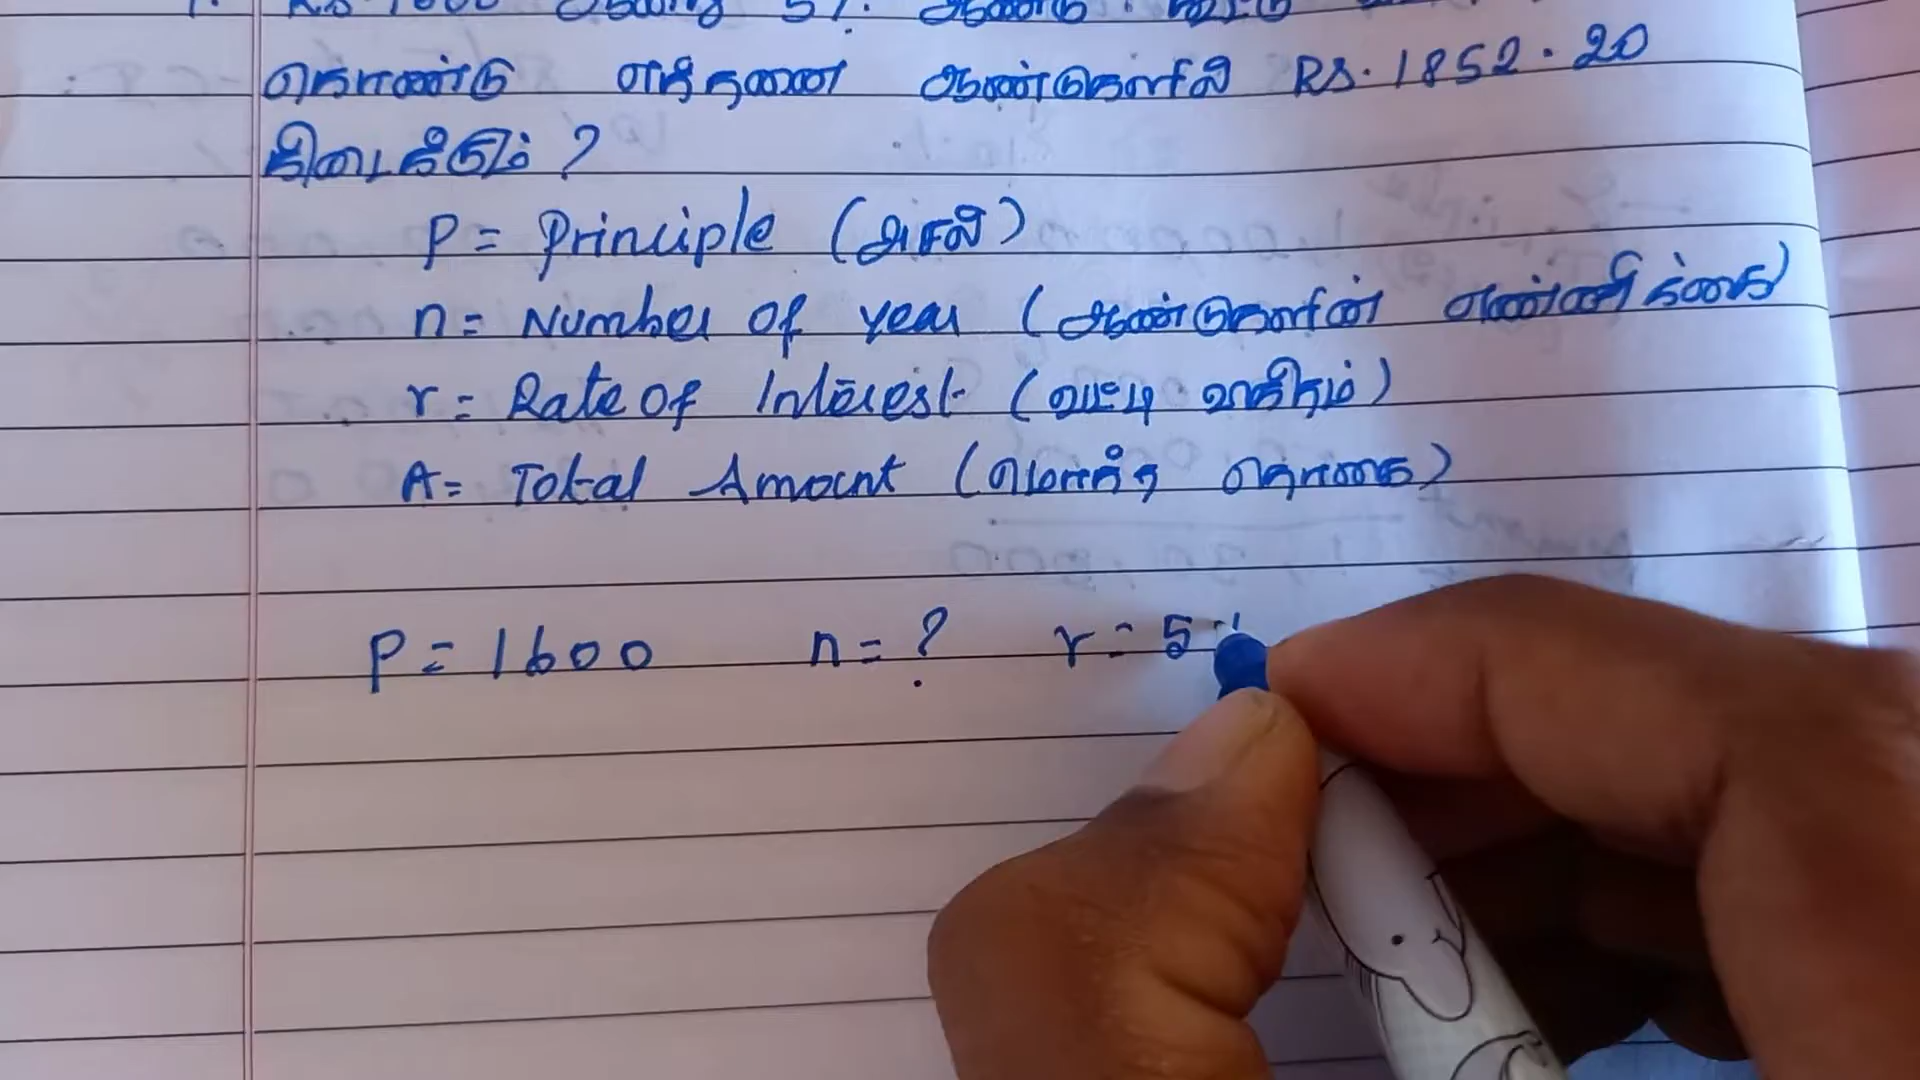 கொண்டு எத்தனை ஆண்டுகளில் RS. 1852.20
கிடைக்கும் ?
P = Principle (அசல்)
n = Number of year (ஆண்டுகளின் எண்ணிக்கை)
r = Rate Of Interest (வட்டி வகிதம்)
A = Total Amount (மொத்த தொகை)
P = 1600 n = ? r = 5